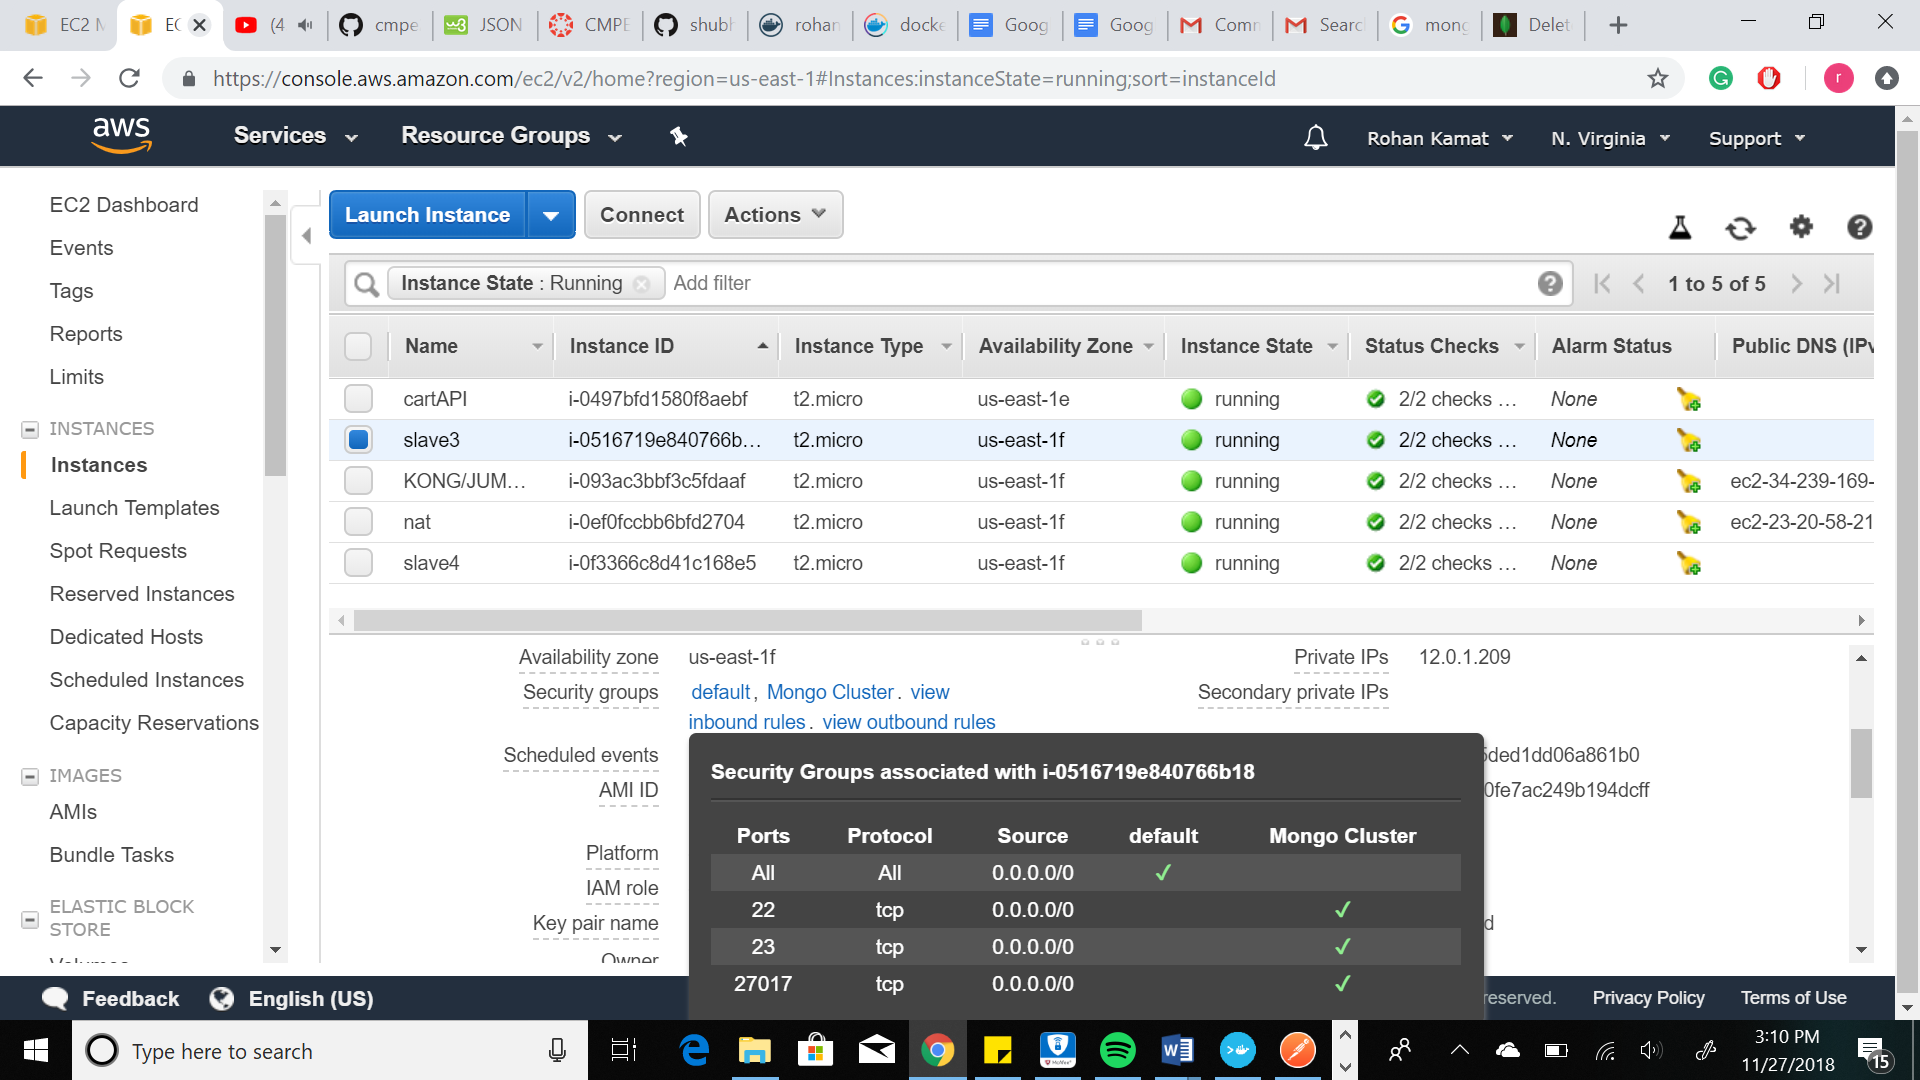 EC2 M
EC
(4
cmpe
JSON
CMPE
shubh
rohan
docke
Goog
Goog
Comm
Searc
mong
Delet
https://console.aws.amazon.com/ec2/v2/home?region=us-east-1#Instances:instanceState=running;sort=instanceId
r
aws
Services
Resource Groups
Rohan Kamat
N. Virginia
Support
EC2 Dashboard
Events
Tags
Reports
Limits
INSTANCES
Instances
Launch Templates
Spot Requests
Reserved Instances
Dedicated Hosts
Scheduled Instances
Capacity Reservations
IMAGES
AMIs
Bundle Tasks
ELASTIC BLOCK
STORE
Volumes
Launch Instance
Connect
Actions
Instance State : Running
Add filter
1 to 5 of 5
Name Instance ID Instance Type Availability Zone Instance State Status Checks Alarm Status Public DNS (IPv
cartAPI i-0497bfd1580f8aebf t2.micro us-east-1e running 2/2 checks ... None
slave3 i-0516719e840766b... t2.micro us-east-1f running 2/2 checks ... None
KONG/JUM... i-093ac3bbf3c5fdaaf t2.micro us-east-1f running 2/2 checks ... None ec2-34-239-169-
nat i-0ef0fccbb6bfd2704 t2.micro us-east-1f running 2/2 checks ... None ec2-23-20-58-21
slave4 i-0f3366c8d41c168e5 t2.micro us-east-1f running 2/2 checks ... None
Availability zone us-east-1f Private IPs 12.0.1.209
Security groups default, Mongo Cluster. view Secondary private IPs
inbound rules. view outbound rules
Scheduled events 5ded1dd06a861b0
AMI ID 0fe7ac249b194dcff
Platform
IAM role
Key pair name d
Owner
Security Groups associated with i-0516719e840766b18
Ports Protocol Source default Mongo Cluster
All All 0.0.0.0/0 ✓
22 tcp 0.0.0.0/0 ✓
23 tcp 0.0.0.0/0 ✓
27017 tcp 0.0.0.0/0 ✓
Feedback
English (US)
reserved.
Privacy Policy
Terms of Use
Type here to search
3:10 PM
11/27/2018
15